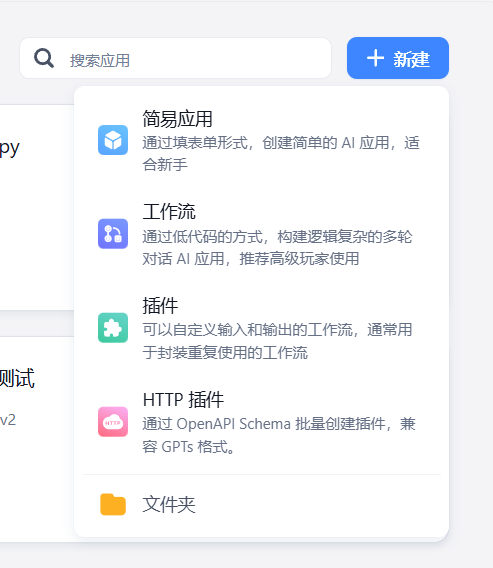 搜索应用
新建
py
简易应用
通过填表单形式，创建简单的 AI 应用，适
合新手
工作流
通过低代码的方式，构建逻辑复杂的多轮
对话 AI 应用，推荐高级玩家使用
插件
可以自定义输入和输出的工作流，通常用
于封装重复使用的工作流
测试
v2
HTTP 插件
HTTP
通过 OpenAPI Schema 批量创建插件，兼
容 GPTs 格式。
文件夹